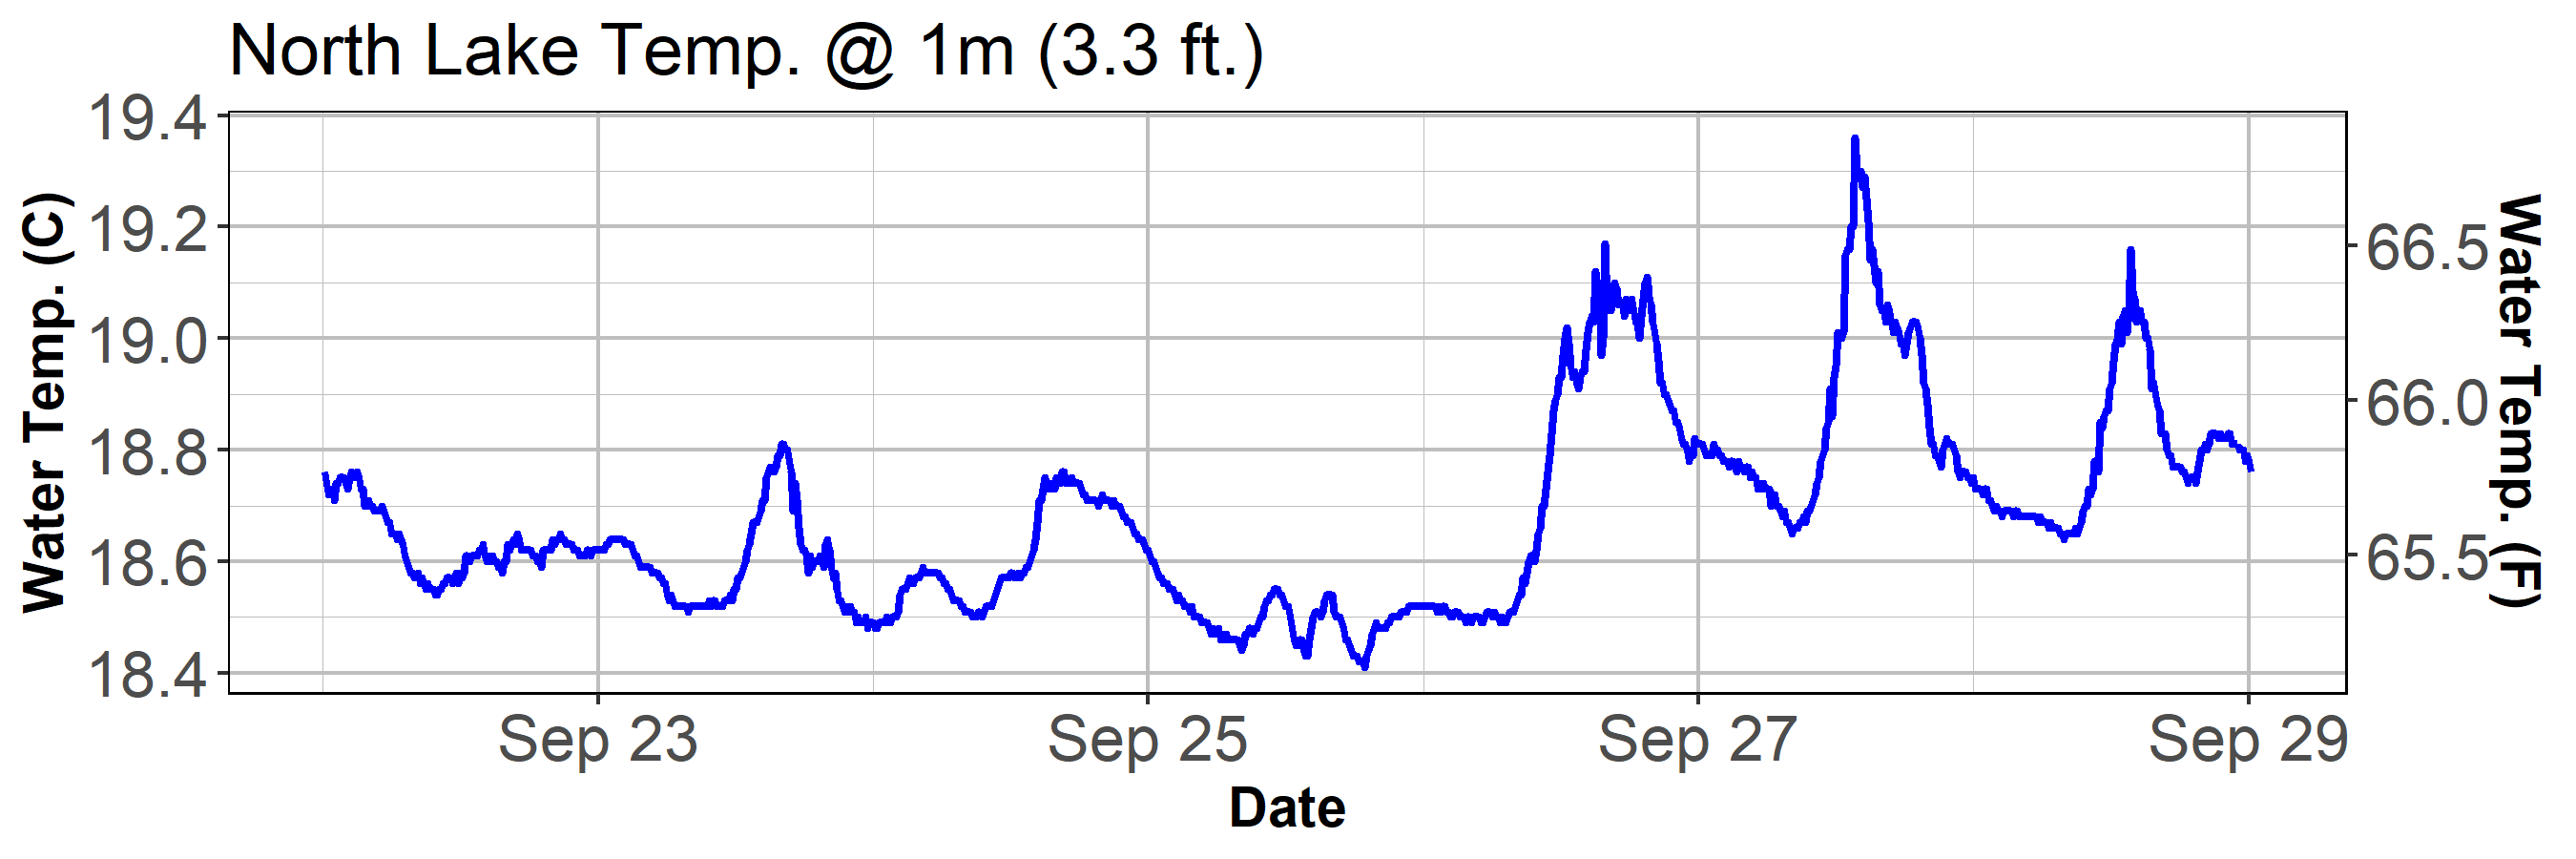 North Lake Temp. @ 1m (3.3 ft.)
Water Temp. (C)
19.4
19.2
19.0
18.8
18.6
18.4
66.5
66.0
65.5
Water Temp. (F)
Sep 23
Sep 25
Sep 27
Sep 29
Date